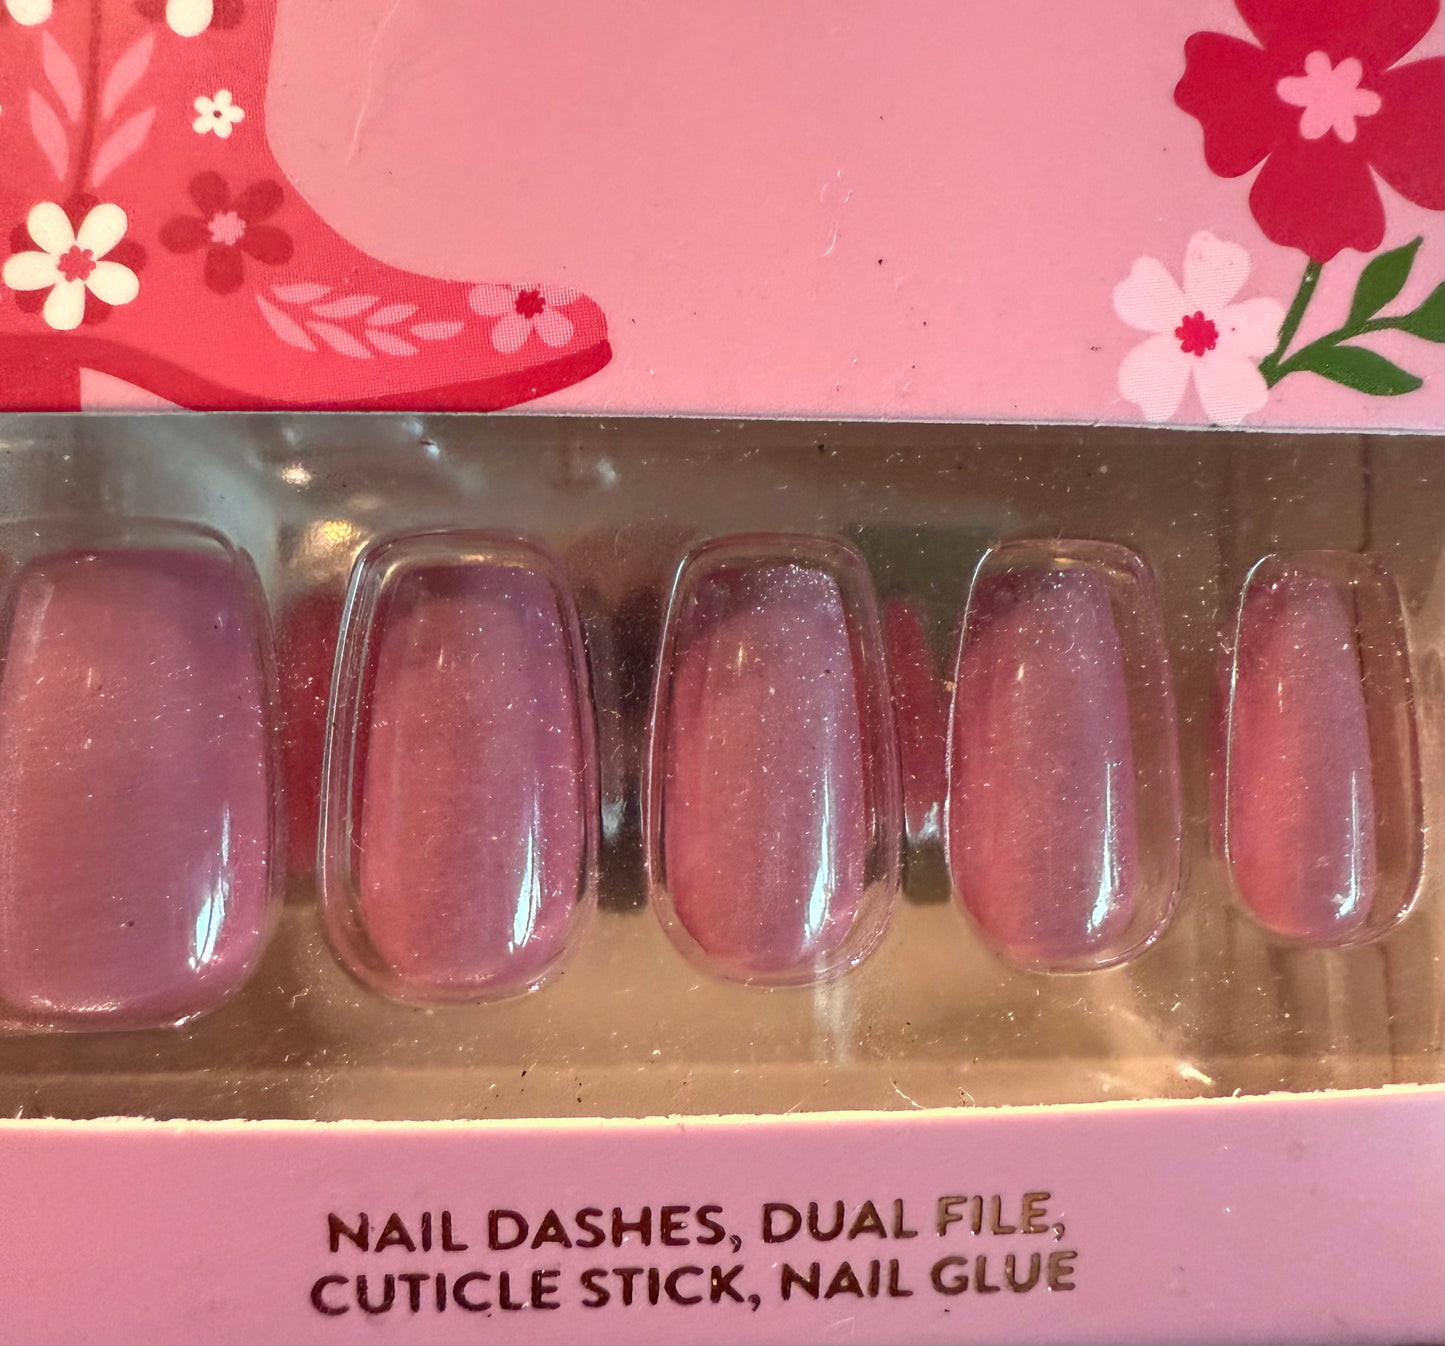 NAIL DASHES, DUAL FILE,
CUTICLE STICK, NAIL GLUE